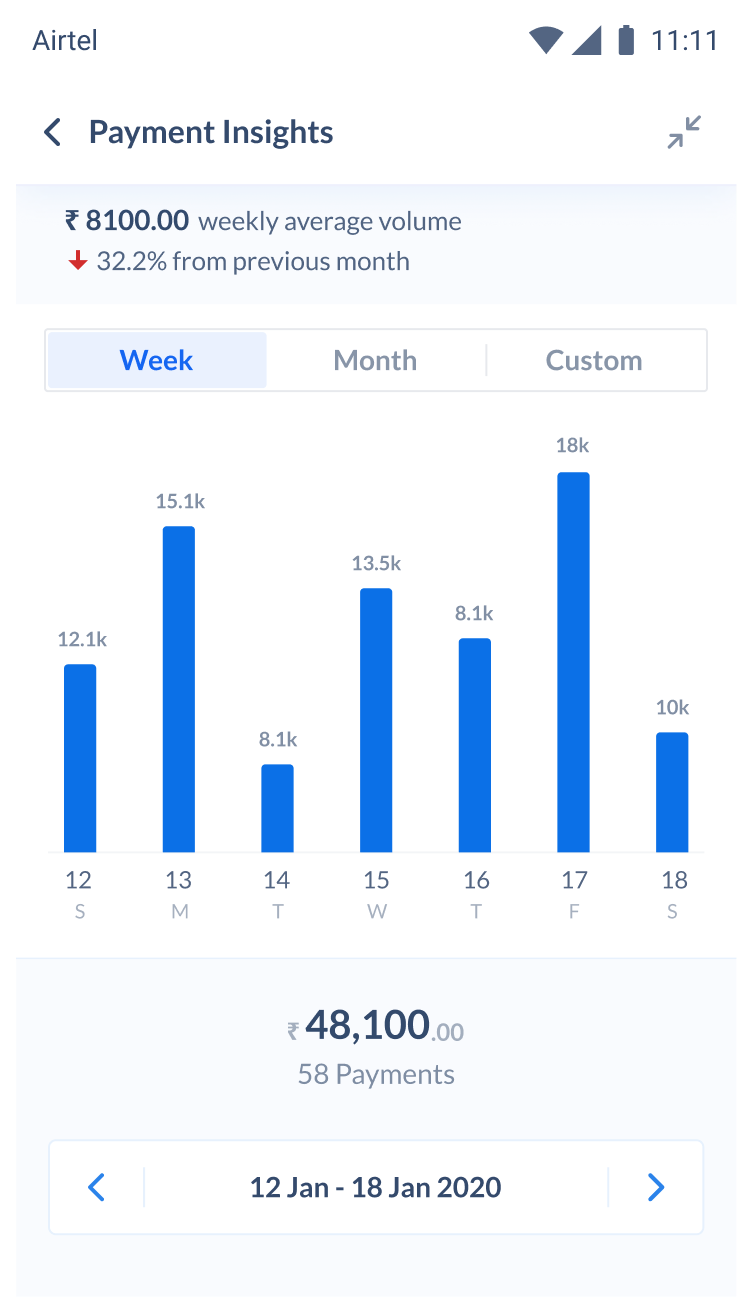 Airtel 11:11
Payment Insights
₹ 8100.00 weekly average volume
32.2% from previous month
Week Month Custom
18k
15.1k
13.5k
8.1k
12.1k
10k
8.1k
12 13 14 15 16 17 18
S M T W T F S
₹ 48,100.00
58 Payments
12 Jan - 18 Jan 2020